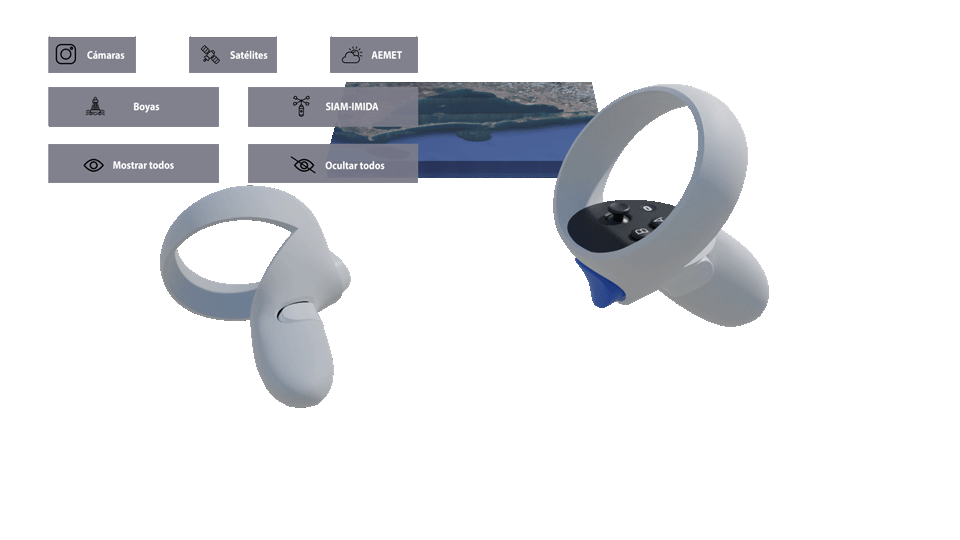 Cámaras
Satélites
AEMET
Boyas
SIAM-IMIDA
Mostrar todos
Ocultar todos
B
A